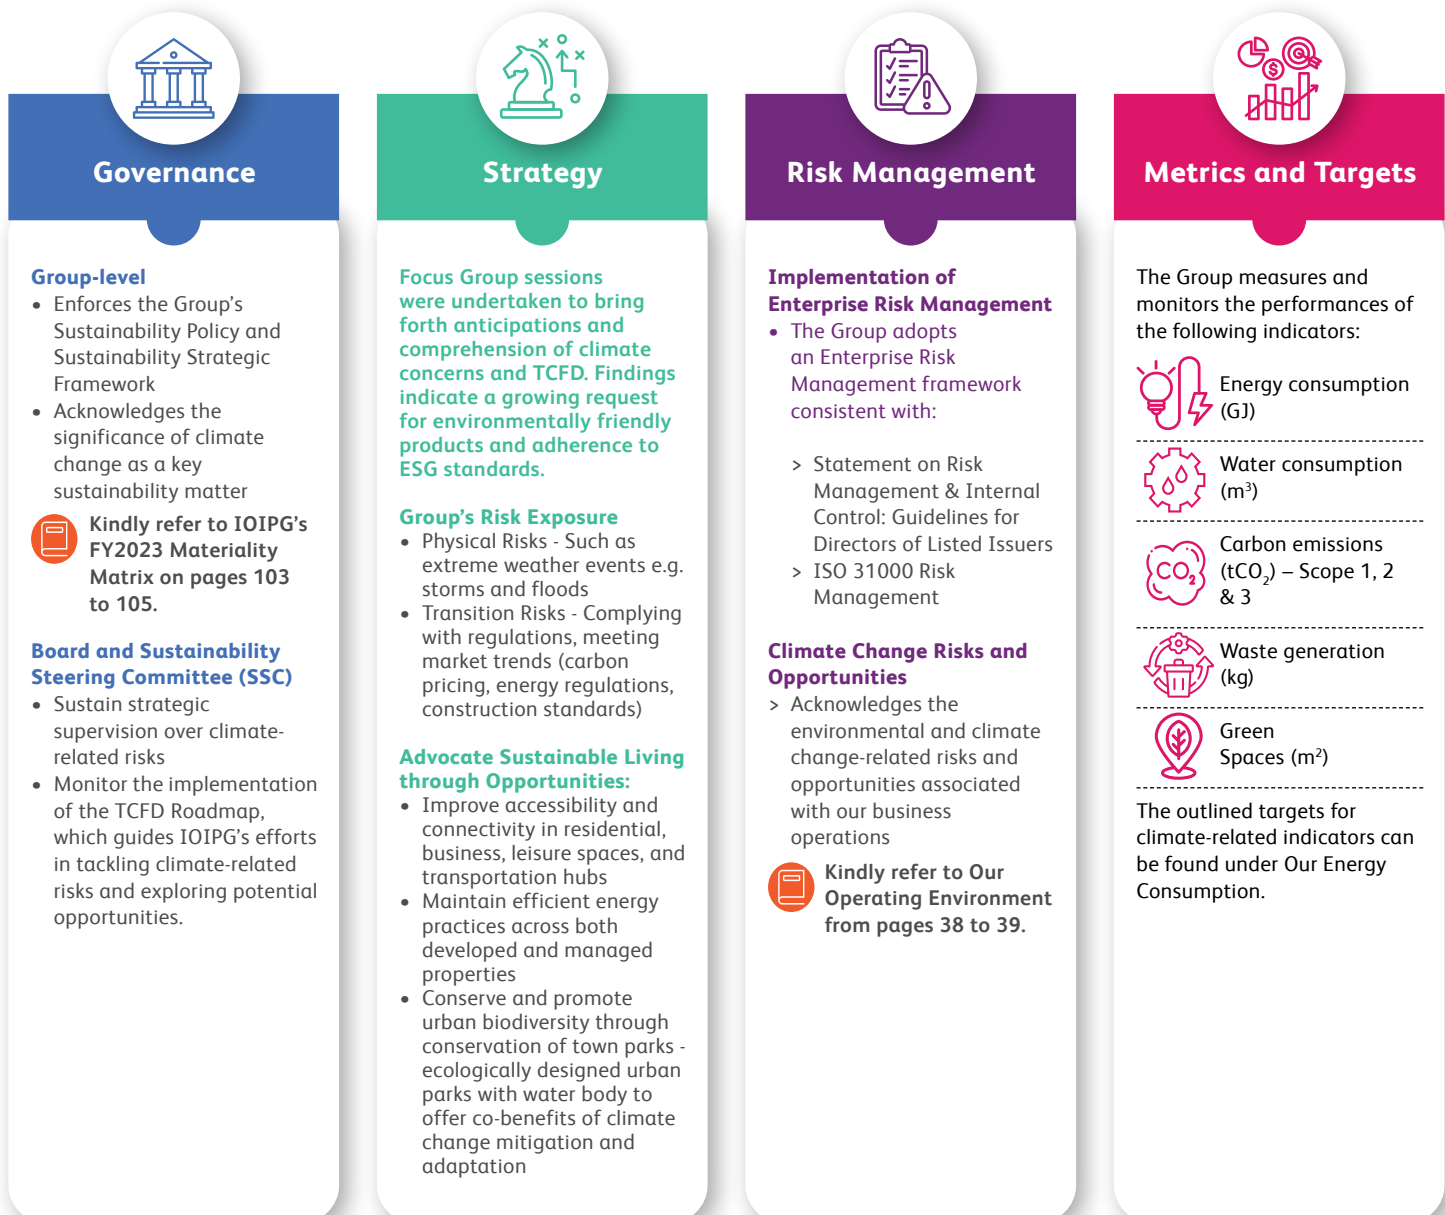 Governance
Group-level
• Enforces the Group's
Sustainability Policy and
Sustainability Strategic
Framework
• Acknowledges the
significance of climate
change as a key
sustainability matter
Kindly refer to IOIPG's
FY2023 Materiality
Matrix on pages 103
to 105.
Board and Sustainability
Steering Committee (SSC)
• Sustain strategic
supervision over climate-
related risks
• Monitor the implementation
of the TCFD Roadmap,
which guides IOIPG's efforts
in tackling climate-related
risks and exploring potential
opportunities.
Strategy
Focus Group sessions
were undertaken to bring
forth anticipations and
comprehension of climate
concerns and TCFD. Findings
indicate a growing request
for environmentally friendly
products and adherence to
ESG standards.
Group's Risk Exposure
• Physical Risks - Such as
extreme weather events e.g.
storms and floods
• Transition Risks - Complying
with regulations, meeting
market trends (carbon
pricing, energy regulations,
construction standards)
Advocate Sustainable Living
through Opportunities:
• Improve accessibility and
connectivity in residential,
business, leisure spaces, and
transportation hubs
• Maintain efficient energy
practices across both
developed and managed
properties
• Conserve and promote
urban biodiversity through
conservation of town parks -
ecologically designed urban
parks with water body to
offer co-benefits of climate
change mitigation and
adaptation
Risk Management
Implementation of
Enterprise Risk Management
• The Group adopts
an Enterprise Risk
Management framework
consistent with:
> Statement on Risk
Management & Internal
Control: Guidelines for
Directors of Listed Issuers
> ISO 31000 Risk
Management
Climate Change Risks and
Opportunities
> Acknowledges the
environmental and climate
change-related risks and
opportunities associated
with our business
operations
Kindly refer to Our
Operating Environment
from pages 38 to 39.
$
Metrics and Targets
The Group measures and
monitors the performances of
the following indicators:
Energy consumption
(GJ)
Water consumption
(m³)
CO₂
Carbon emissions
(tCO₂) – Scope 1, 2
& 3
Waste generation
(kg)
Green
Spaces (m²)
The outlined targets for
climate-related indicators can
be found under Our Energy
Consumption.